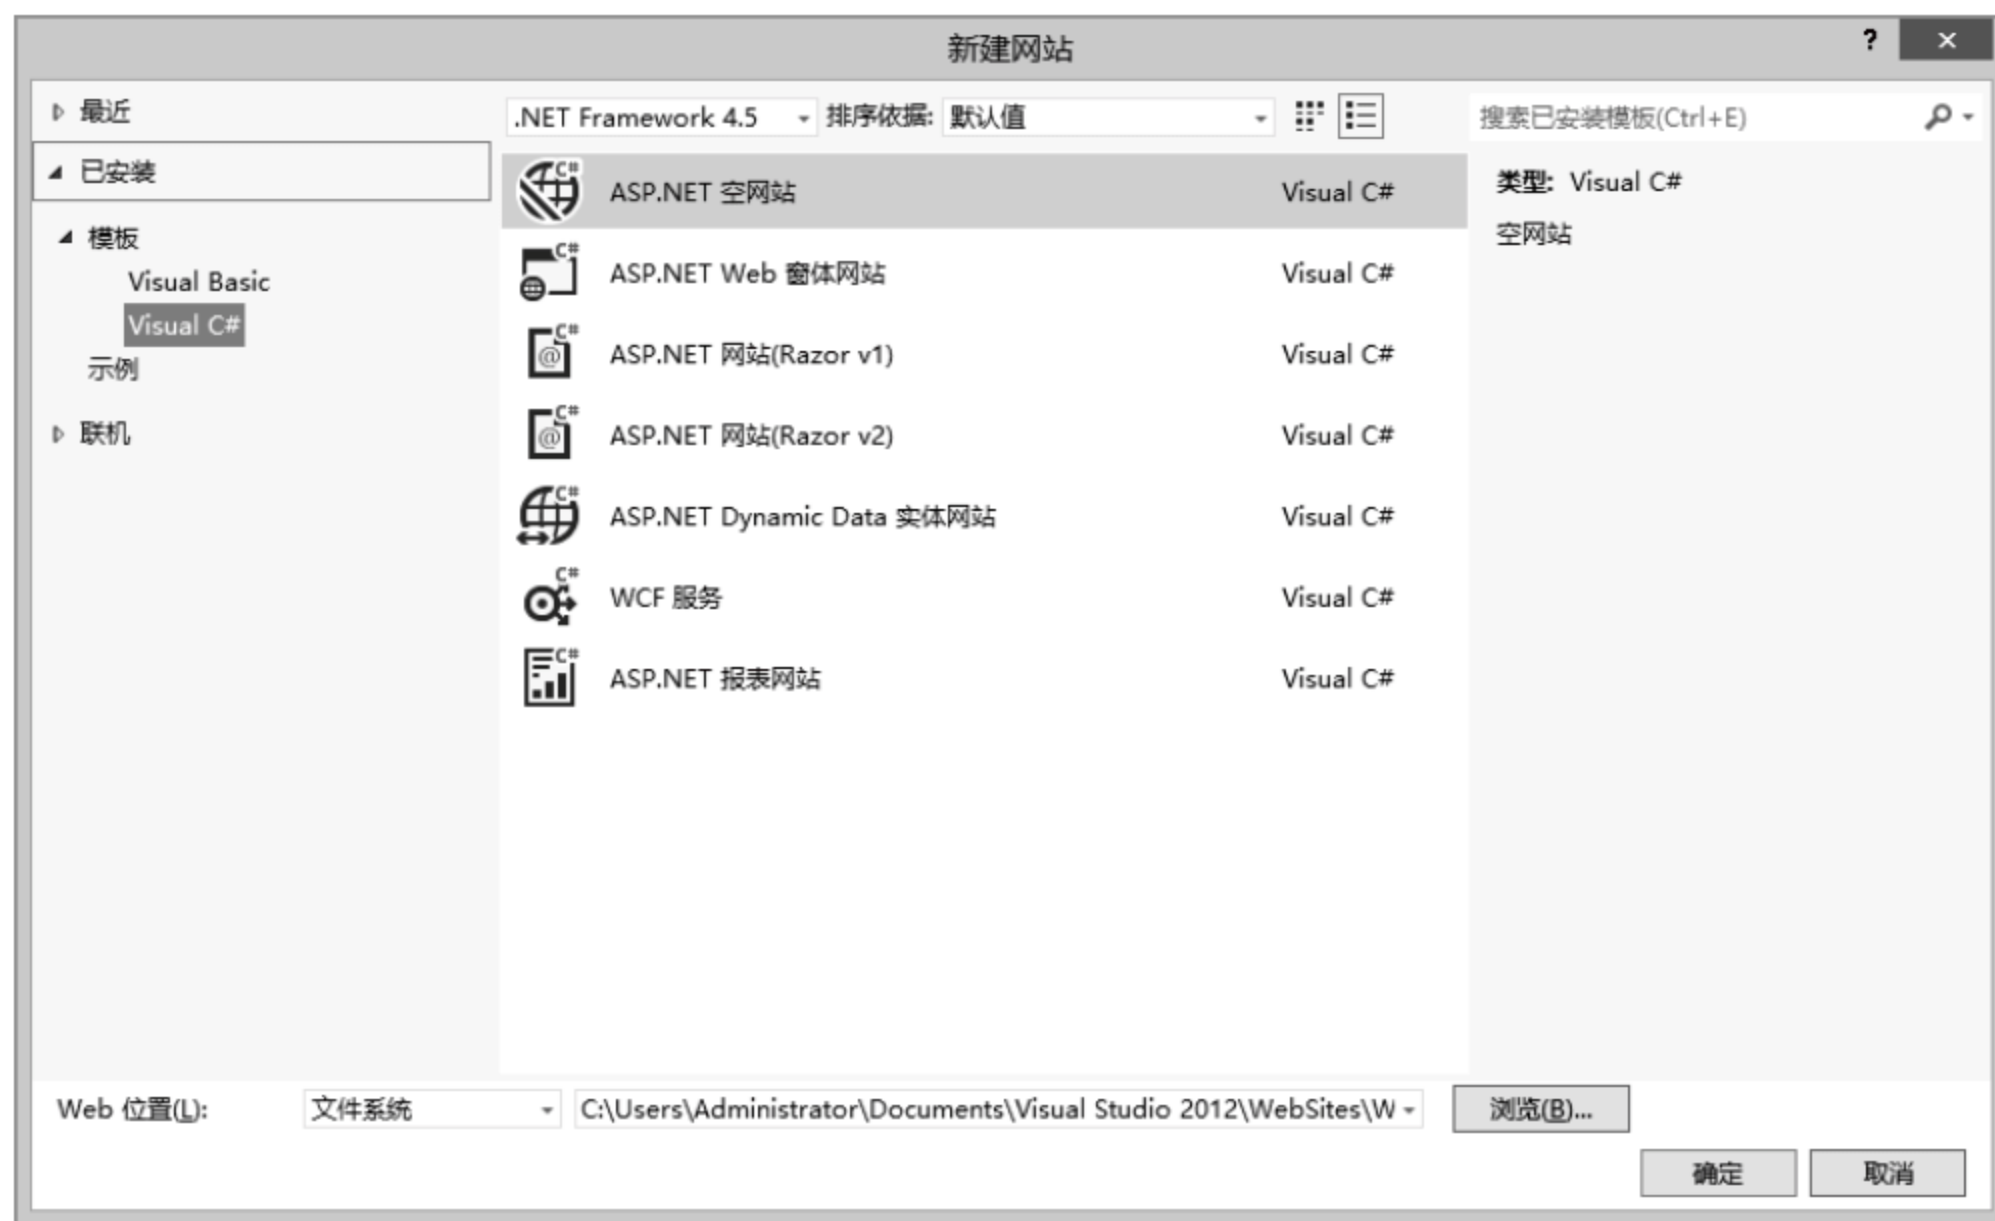 新建网站
?
最近
已安装
模板
Visual Basic
Visual C#
示例
联机
.NET Framework 4.5 排序依据: 默认值
搜索已安装模板(Ctrl+E)
ASP.NET 空网站 Visual C#
ASP.NET Web 窗体网站 Visual C#
ASP.NET 网站(Razor v1) Visual C#
ASP.NET 网站(Razor v2) Visual C#
ASP.NET Dynamic Data 实体网站 Visual C#
WCF 服务 Visual C#
ASP.NET 报表网站 Visual C#
类型: Visual C#
空网站
Web 位置(L): 文件系统 C:\Users\Administrator\Documents\Visual Studio 2012\WebSites\W 浏览(B)...
确定 取消